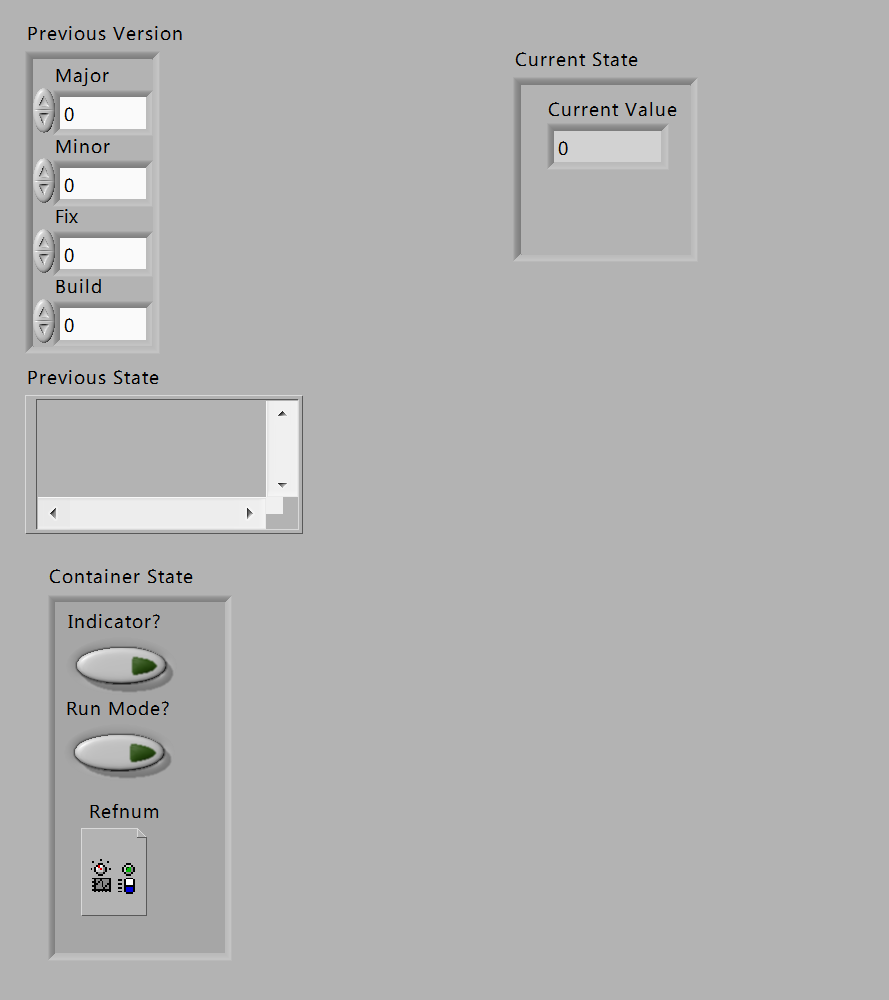 Previous Version
Major
0
Minor
0
Fix
0
Build
0
Previous State
Container State
Indicator?
Run Mode?
Refnum
Current State
Current Value
0